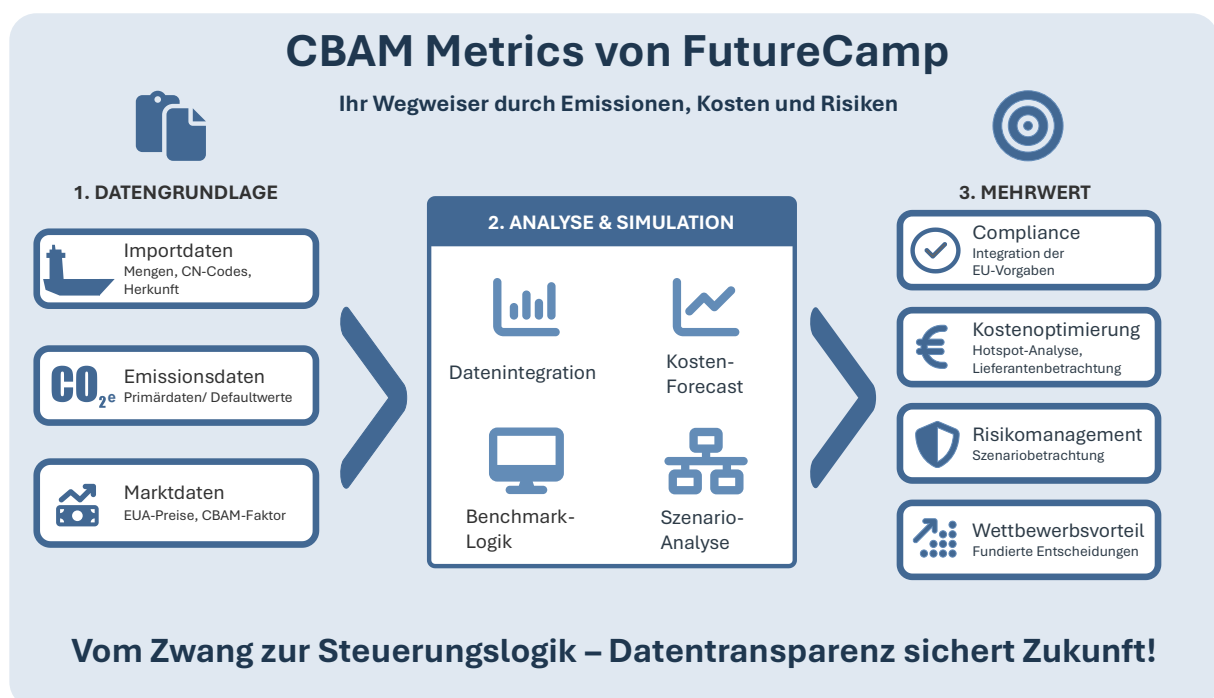 CBAM Metrics von FutureCamp
Ihr Wegweiser durch Emissionen, Kosten und Risiken
1. DATENGRUNDLAGE
Importdaten
Mengen, CN-Codes,
Herkunft
CO2e
Emissionsdaten
Primärdaten/ Defaultwerte
Marktdaten
EUA-Preise, CBAM-Faktor
2. ANALYSE & SIMULATION
Datenintegration
Kosten-
Forecast
Benchmark-
Logik
Szenario-
Analyse
3. MEHRWERT
Compliance
Integration der
EU-Vorgaben
€
Kostenoptimierung
Hotspot-Analyse,
Lieferantenbetrachtung
Risikomanagement
Szenariobetrachtung
Wettbewerbsvorteil
Fundierte Entscheidungen
Vom Zwang zur Steuerungslogik – Datentransparenz sichert Zukunft!